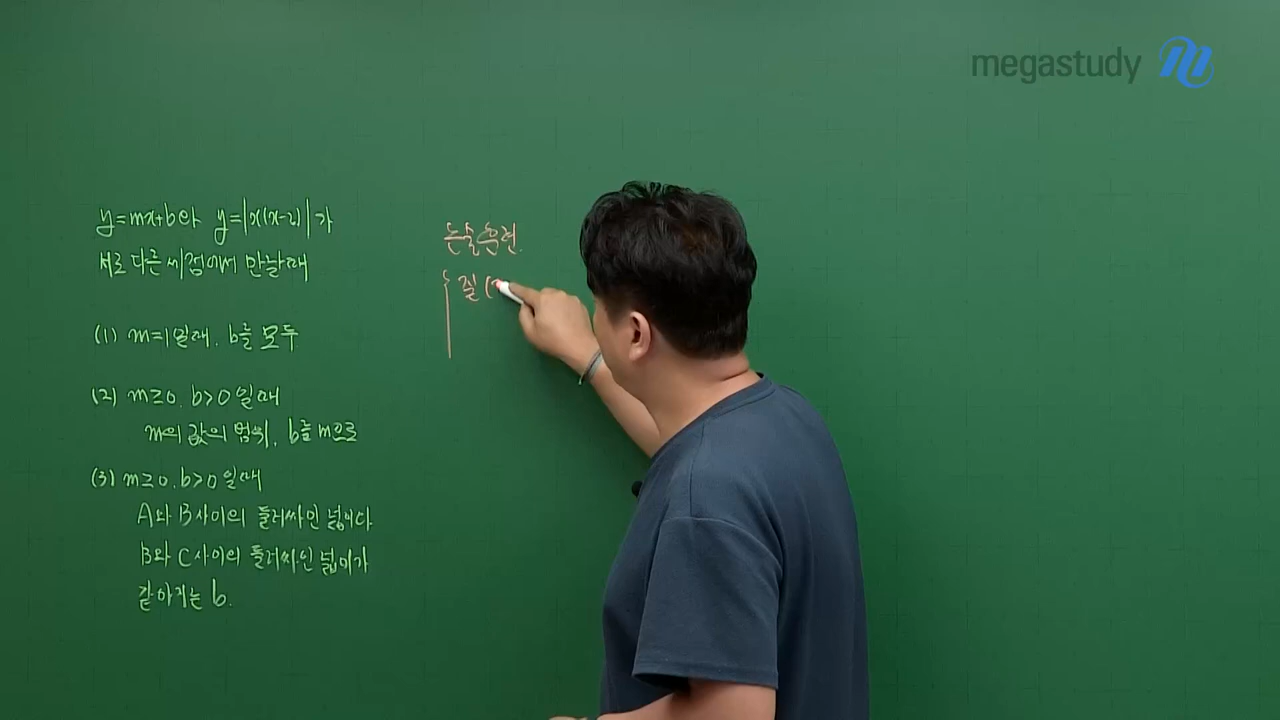 megastudy
y=mx+b와 y=|x(x-2)|가
서로 다른 세점에서 만날때
(1) m=1일때, b를 모두
(2) m≥0, b>0일때
m의 값의 범위, b를 m으로
(3) m≥0, b>0일때
A와 B사이의 둘러싸인 넓이다
B와 C사이의 둘러싸인 넓이가
같아지는 b.
논술훈련.
질 (